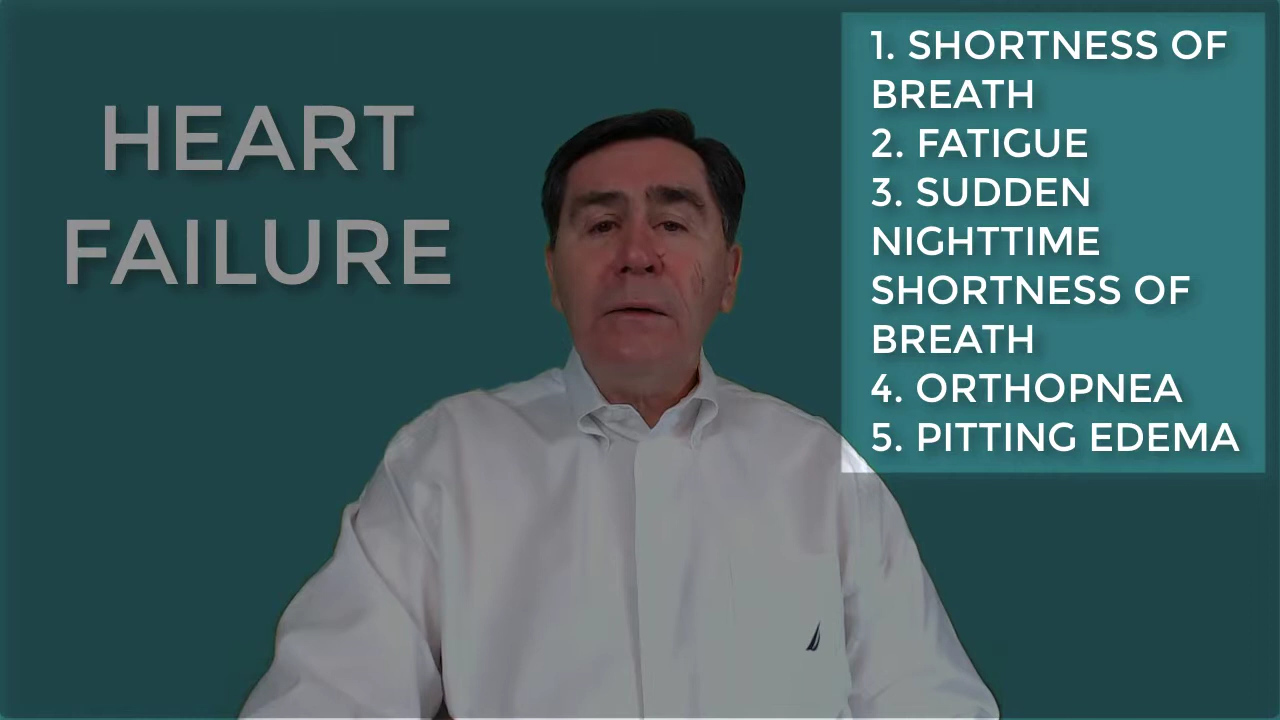 HEART
FAILURE
1. SHORTNESS OF
BREATH
2. FATIGUE
3. SUDDEN
NIGHTTIME
SHORTNESS OF
BREATH
4. ORTHOPNEA
5. PITTING EDEMA